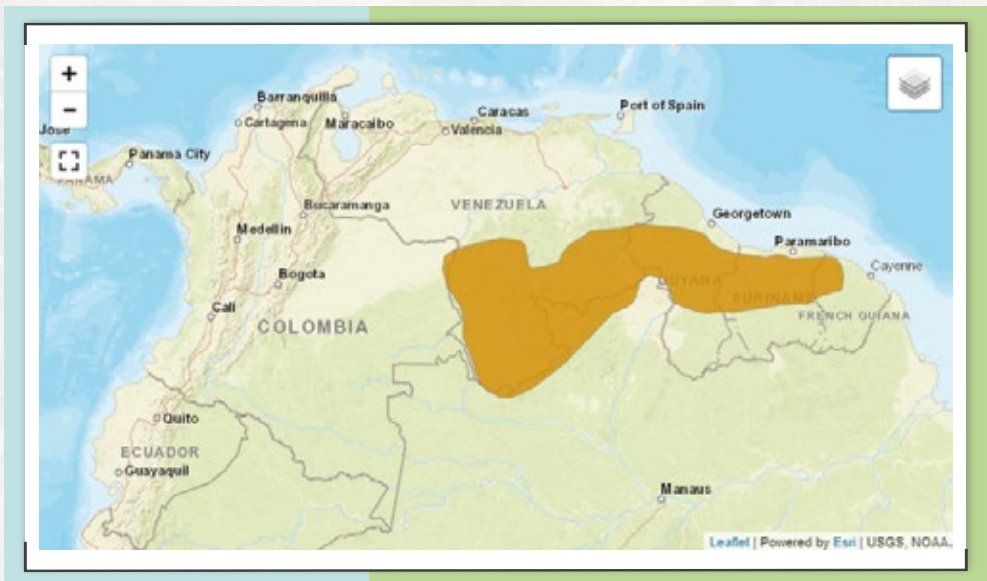 +
Barranquilla
Port of Spain
Caracas
−
Cartagena
Maracaibo
Jose
Valencia
Panama City
PANAMA
Bucaramanga
VENEZUELA
Georgetown
Medellin
Paramaribo
Bogota
Cayenne
GUYANA
Cali
SURINAME
COLOMBIA
FRENCH GUIANA
Quito
ECUADOR
Guayaquil
Manaus
Leaflet | Powered by Esri | USGS, NOAA.